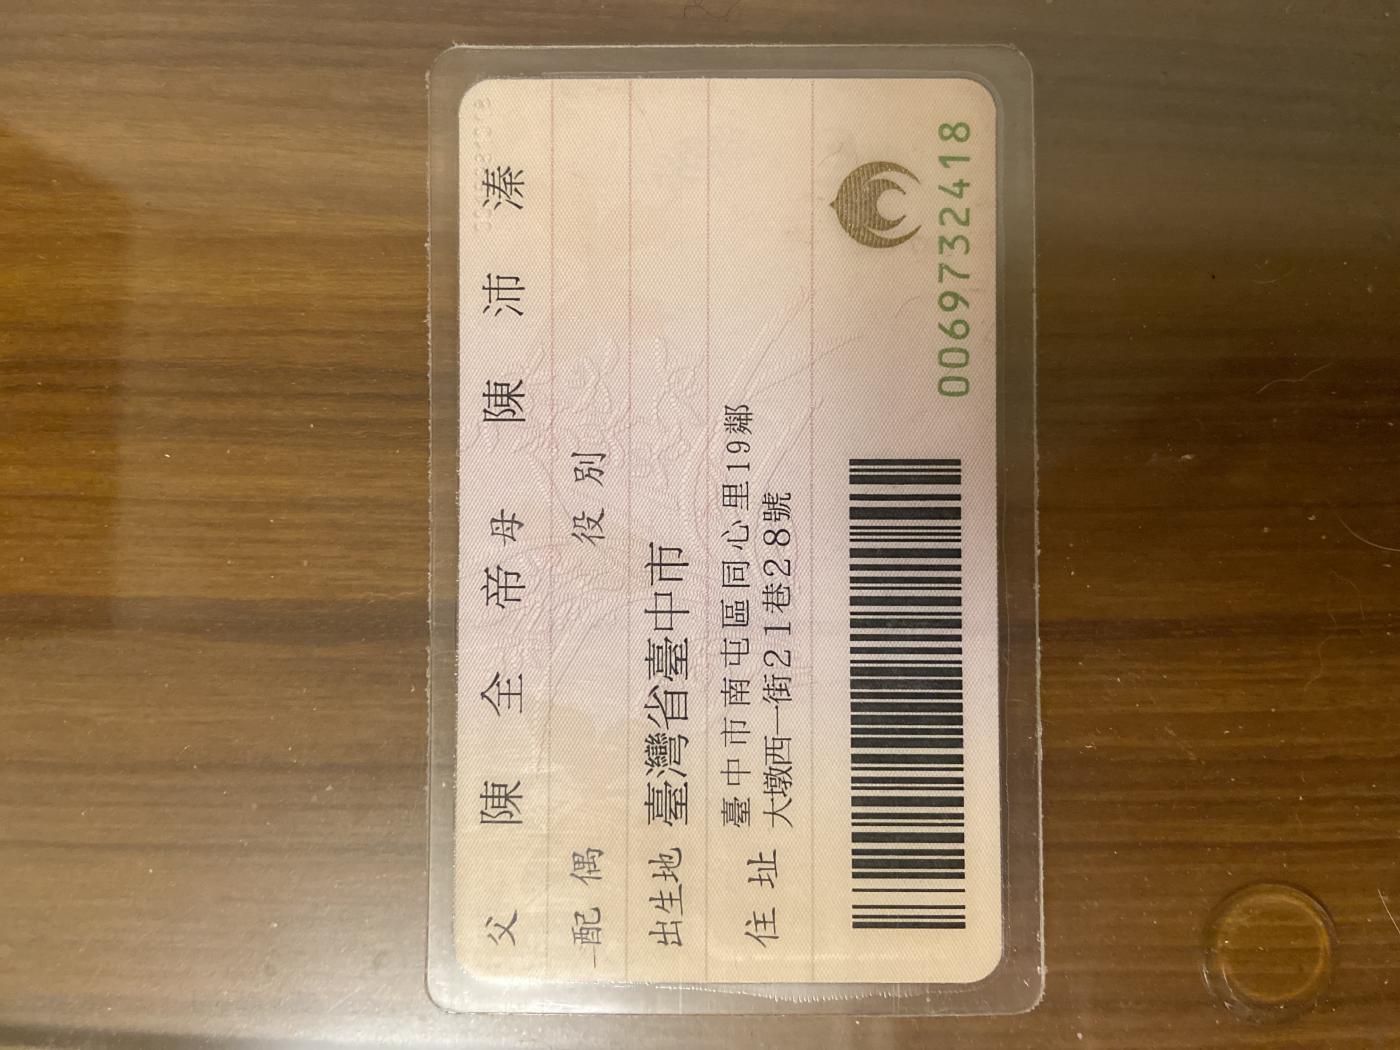 父 陳全帝 母 陳沛溱
配偶 役別
出生地 臺灣省臺中市
住址 臺中市南屯區同心里19鄰
大墩西一街21巷28號
0069732418